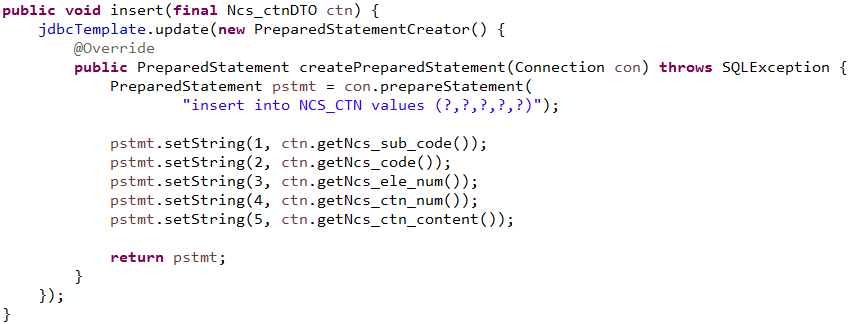 public void insert(final Ncs_ctnDTO ctn) {
    jdbcTemplate.update(new PreparedStatementCreator() {
        @Override
        public PreparedStatement createPreparedStatement(Connection con) throws SQLException {
            PreparedStatement pstmt = con.prepareStatement(
                    "insert into NCS_CTN values (?,?,?,?,?)");

            pstmt.setString(1, ctn.getNcs_sub_code());
            pstmt.setString(2, ctn.getNcs_code());
            pstmt.setString(3, ctn.getNcs_ele_num());
            pstmt.setString(4, ctn.getNcs_ctn_num());
            pstmt.setString(5, ctn.getNcs_ctn_content());

            return pstmt;
        }
    });
}